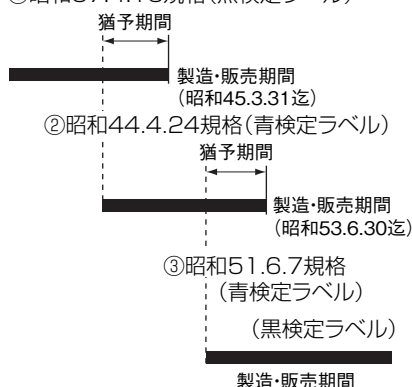 猶予期間
製造・販売期間
(昭和45.3.31迄)
②昭和44.4.24規格(青検定ラベル)
猶予期間
製造・販売期間
(昭和53.6.30迄)
③昭和51.6.7規格
(青検定ラベル)
(黒検定ラベル)
製造・販売期間